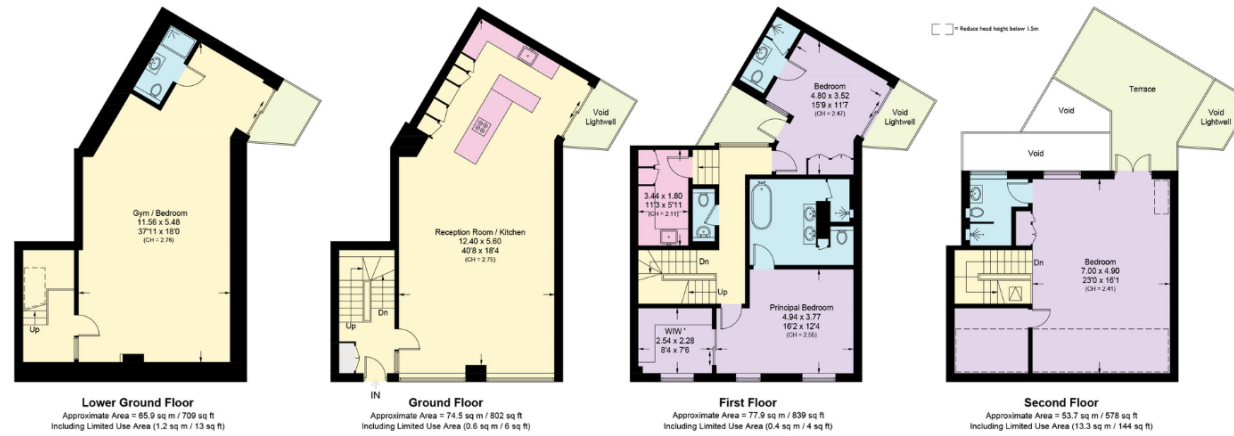 = Reduce head height below 1.5m
Gym / Bedroom
11.56 x 5.48
37'11 x 18'0
(CH = 2.76)
Up
Lower Ground Floor
Approximate Area = 65.9 sq m / 709 sq ft
Including Limited Use Area (1.2 sq m / 13 sq ft)
Void
Lightwell
Reception Room / Kitchen
12.40 x 5.60
40'8 x 18'4
(CH = 2.75)
Up
Dn
IN
Ground Floor
Approximate Area = 74.5 sq m / 802 sq ft
Including Limited Use Area (0.6 sq m / 6 sq ft)
Bedroom
4.80 x 3.52
15'9 x 11'7
(CH = 2.47)
Void
Lightwell
3.44 x 1.80
11'3 x 5'11
(CH = 2.11)
Dn
Up
Principal Bedroom
4.94 x 3.77
16'2 x 12'4
(CH = 2.55)
WIW '
2.54 x 2.28
8'4 x 7'6
First Floor
Approximate Area = 77.9 sq m / 839 sq ft
Including Limited Use Area (0.4 sq m / 4 sq ft)
Terrace
Void
Void
Lightwell
Void
Dn
Bedroom
7.00 x 4.90
23'0 x 16'1
(CH = 2.41)
Second Floor
Approximate Area = 53.7 sq m / 578 sq ft
Including Limited Use Area (13.3 sq m / 144 sq ft)